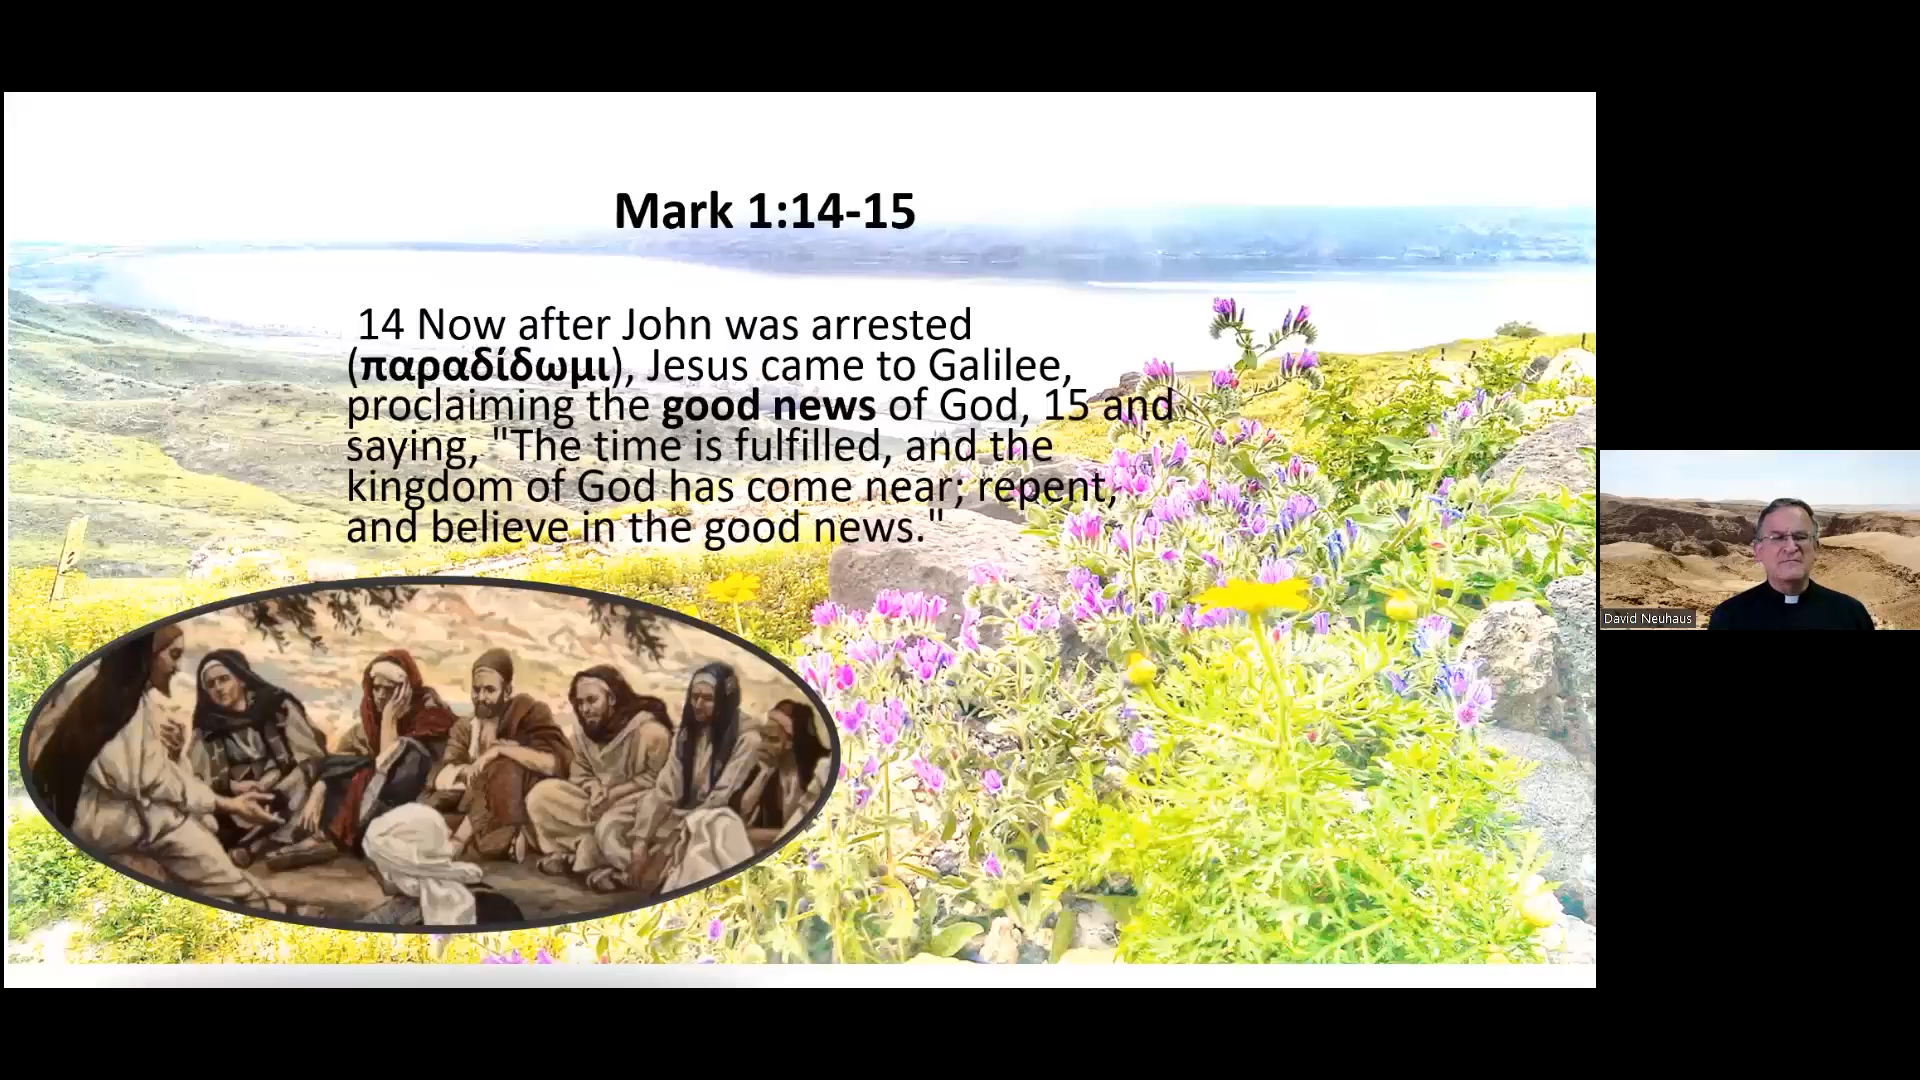 Mark 1:14-15
14 Now after John was arrested
(παραδίδωμι), Jesus came to Galilee,
proclaiming the good news of God, 15 and
saying, "The time is fulfilled, and the
kingdom of God has come near; repent,
and believe in the good news."
David Neuhaus